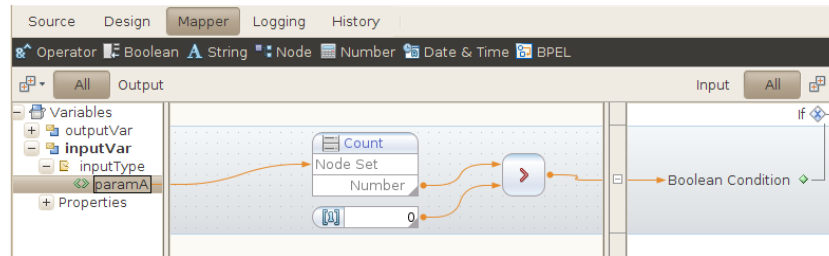 Source Design Mapper Logging History
Operator Boolean A String Node Number Date & Time BPEL
All Output Input All
Variables
If
outputVar
inputVar
Count
inputType
Node Set
paramA
Number
>
Boolean Condition
Properties
[1] 0